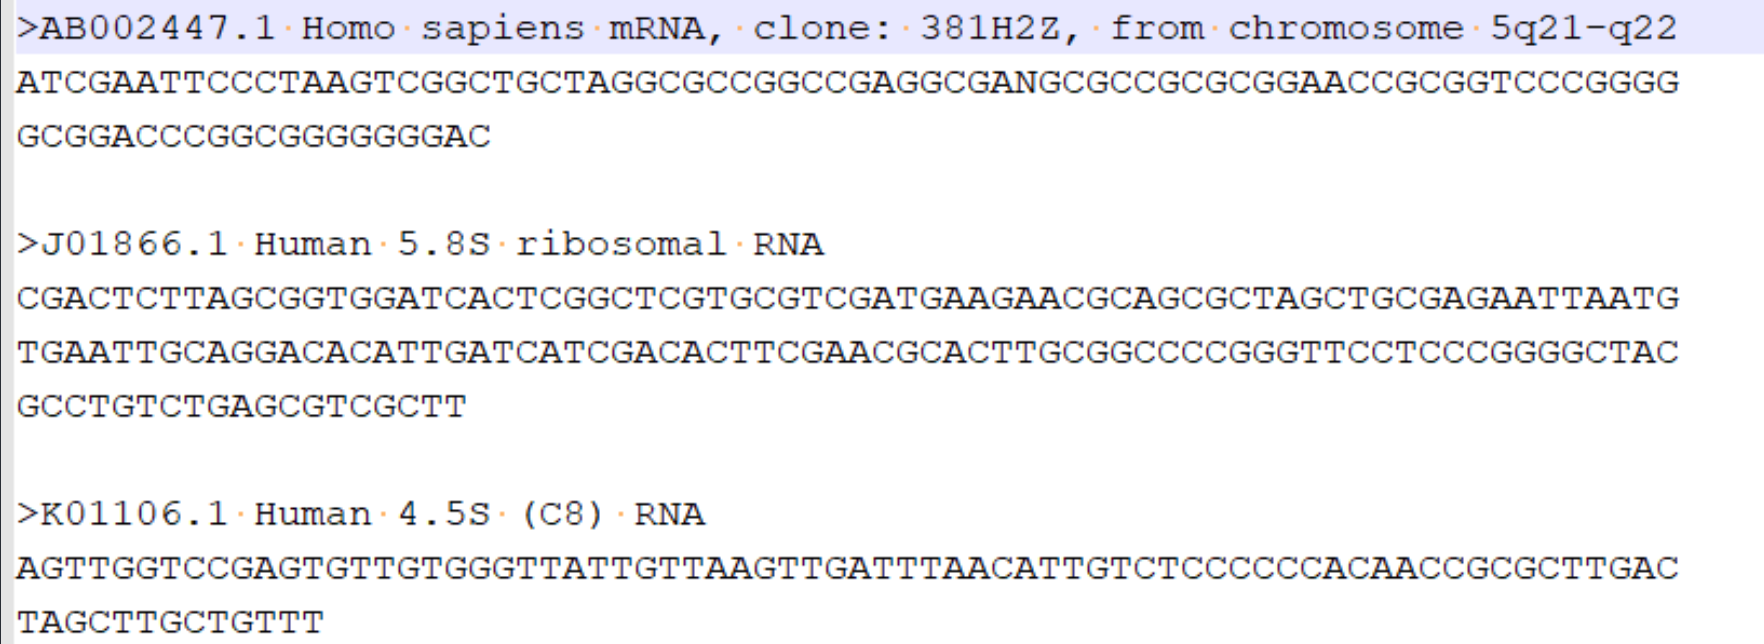 >AB002447.1 Homo sapiens mRNA, clone: 381H2Z, from chromosome 5q21-q22
ATCGAATTCCCTAAGTCGGCTGCTAGGCGCCGGCCGAGGCGANGCGCCGCGCGGAACCGCGGTCCCGGGG
GCGGACCCGGCGGGGGGGAC
>J01866.1 Human 5.8S ribosomal RNA
CGACTCTTAGCGGTGGATCACTCGGCTCGTGCGTCGATGAAGAACGCAGCGCTAGCTGCGAGAATTAATG
TGAATTGCAGGACACATTGATCATCGACACTTCGAACGCACTTGCGGCCCCGGGTTCCTCCCGGGGCTAC
GCCTGTCTGAGCGTCGCTT
>K01106.1 Human 4.5S (C8) RNA
AGTTGGTCCGAGTGTTGTGGGTTATTGTTAAGTTGATTTAACATTGTCTCCCCCCACAACCGCGCTTGAC
TAGCTTGCTGTTT